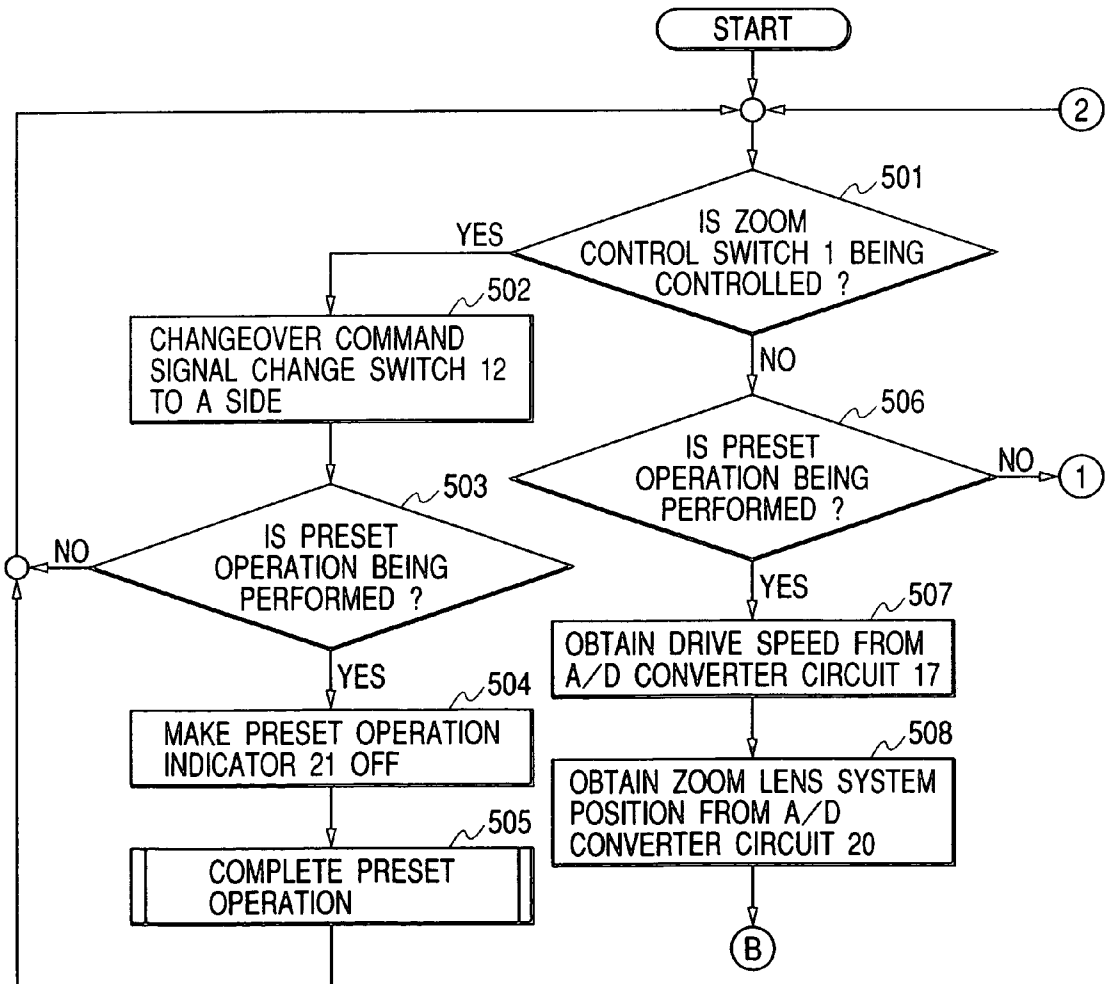 START
2
501
IS ZOOM
CONTROL SWITCH 1 BEING
CONTROLLED ?
YES
NO
502
CHANGEOVER COMMAND
SIGNAL CHANGE SWITCH 12
TO A SIDE
503
IS PRESET
OPERATION BEING
PERFORMED ?
NO
YES
504
MAKE PRESET OPERATION
INDICATOR 21 OFF
505
COMPLETE PRESET
OPERATION
506
IS PRESET
OPERATION BEING
PERFORMED ?
NO
1
YES
507
OBTAIN DRIVE SPEED FROM
A/D CONVERTER CIRCUIT 17
508
OBTAIN ZOOM LENS SYSTEM
POSITION FROM A/D
CONVERTER CIRCUIT 20
B